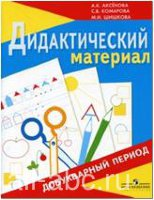 А.К. АКСЁНОВА
С.В. КОМАРОВА
М.И. ШИШКОВА
ДИДАКТИЧЕСКИЙ
материал
ДОБУКВАРНЫЙ ПЕРИОД